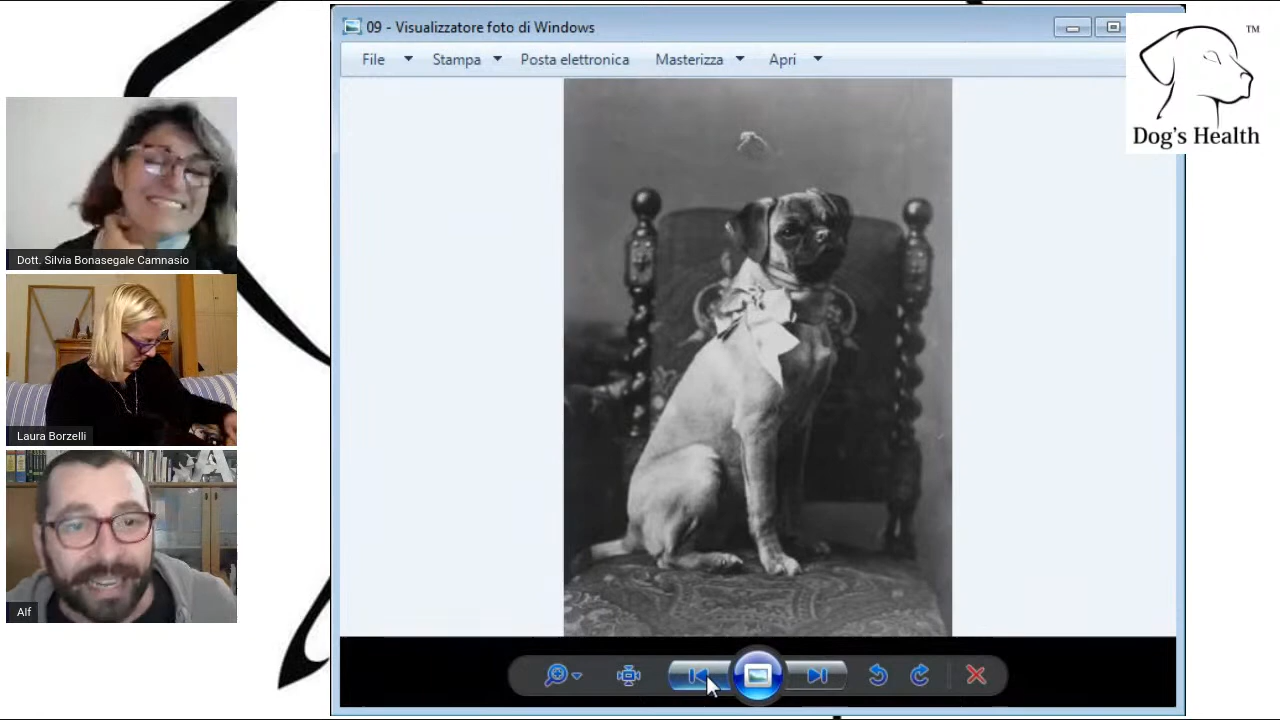 09 - Visualizzatore foto di Windows
File Stampa Posta elettronica Masterizza Apri
TM
Dog's Health
Dott. Silvia Bonasegale Camnasio
Laura Borzelli
Alf